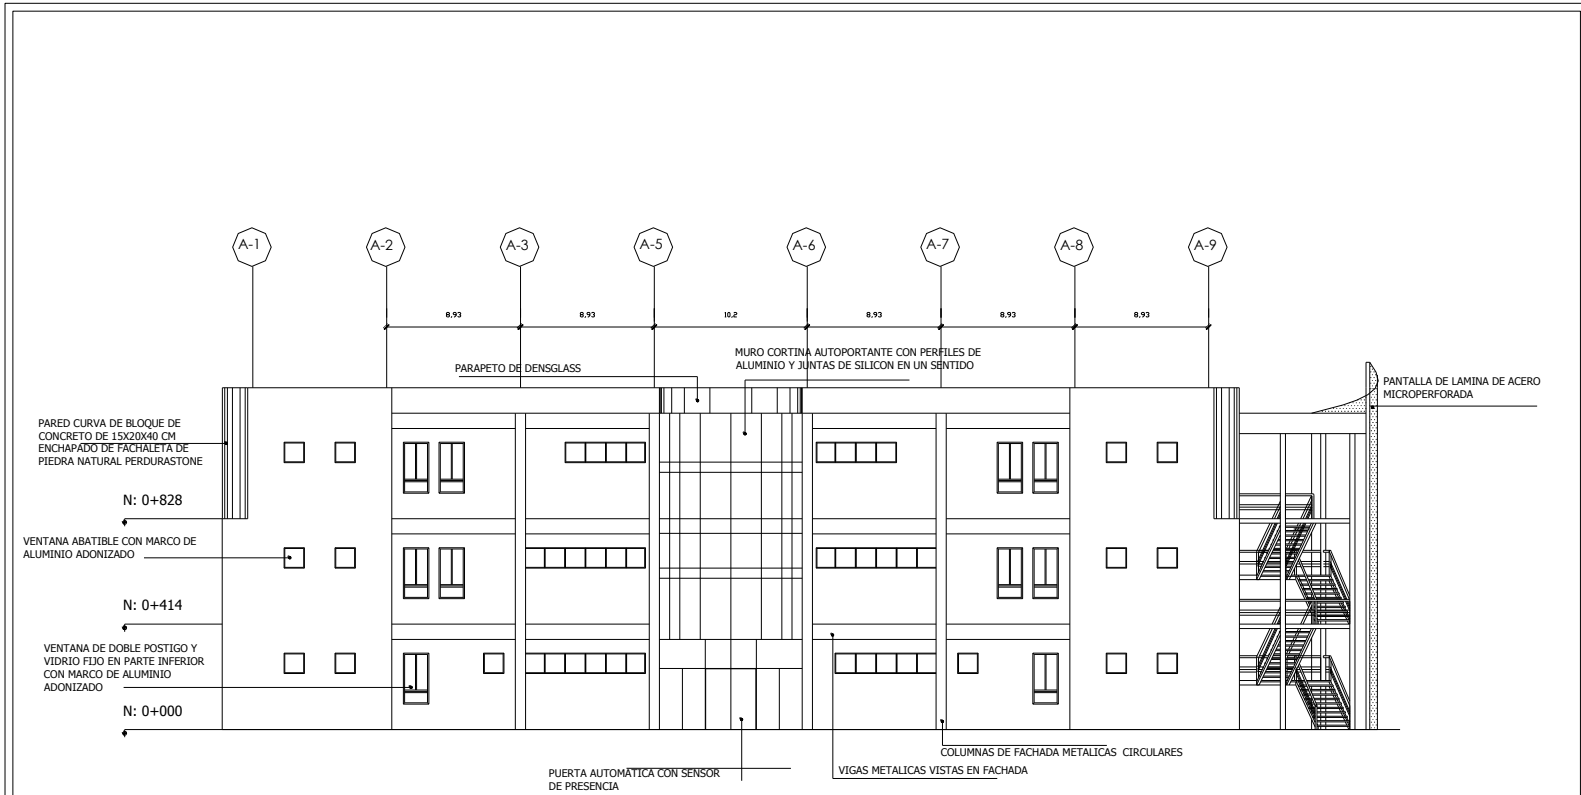 A-1
A-2
A-3
A-5
A-6
A-7
A-8
A-9
8,93
8,93
10,2
8,93
8,93
8,93
PARAPETO DE DENSGLASS
MURO CORTINA AUTOPORTANTE CON PERFILES DE
ALUMINIO Y JUNTAS DE SILICON EN UN SENTIDO
PANTALLA DE LAMINA DE ACERO
MICROPERFORADA
PARED CURVA DE BLOQUE DE
CONCRETO DE 15X20X40 CM
ENCHAPADO DE FACHALETA DE
PIEDRA NATURAL PERDURASTONE
N: 0+828
VENTANA ABATIBLE CON MARCO DE
ALUMINIO ADONIZADO
N: 0+414
VENTANA DE DOBLE POSTIGO Y
VIDRIO FIJO EN PARTE INFERIOR
CON MARCO DE ALUMINIO
ADONIZADO
N: 0+000
COLUMNAS DE FACHADA METALICAS CIRCULARES
VIGAS METALICAS VISTAS EN FACHADA
PUERTA AUTOMATICA CON SENSOR
DE PRESENCIA